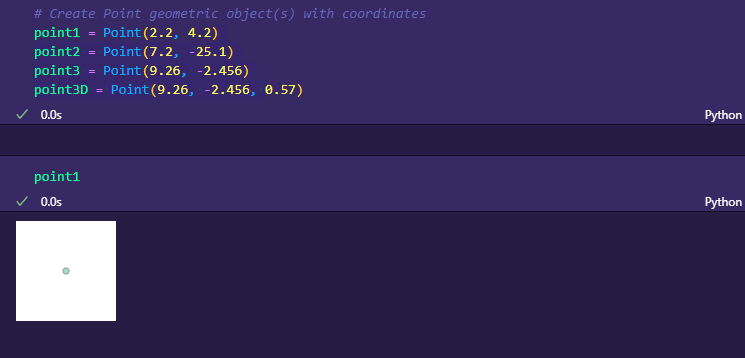 # Create Point geometric object(s) with coordinates
point1 = Point(2.2, 4.2)
point2 = Point(7.2, -25.1)
point3 = Point(9.26, -2.456)
point3D = Point(9.26, -2.456, 0.57)
0.0s Python
point1
0.0s Python